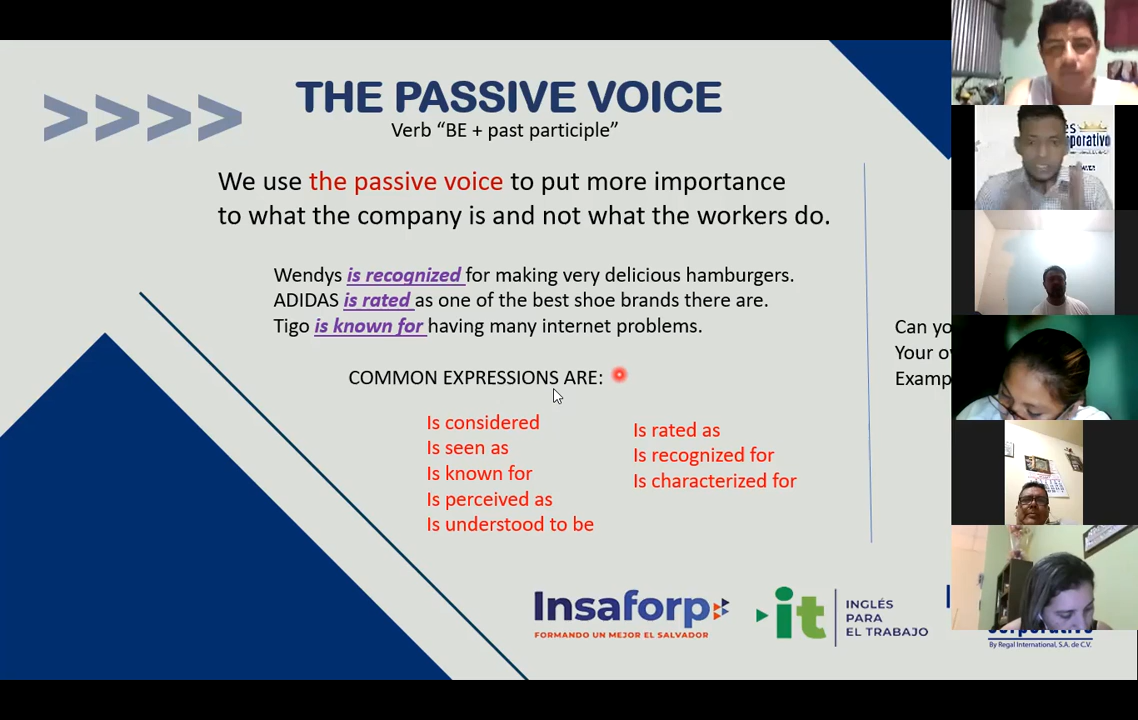 >>>>
THE PASSIVE VOICE
Verb “BE + past participle”
We use the passive voice to put more importance
to what the company is and not what the workers do.
Wendys is recognized for making very delicious hamburgers.
ADIDAS is rated as one of the best shoe brands there are.
Tigo is known for having many internet problems.
COMMON EXPRESSIONS ARE:
Is considered
Is seen as
Is known for
Is perceived as
Is understood to be
Is rated as
Is recognized for
Is characterized for
Can yo
Your o
Examp
Insaforp
FORMANDO UN MEJOR EL SALVADOR
it
INGLÉS
PARA
EL TRABAJO
By Regal International, S.A. de C.V.